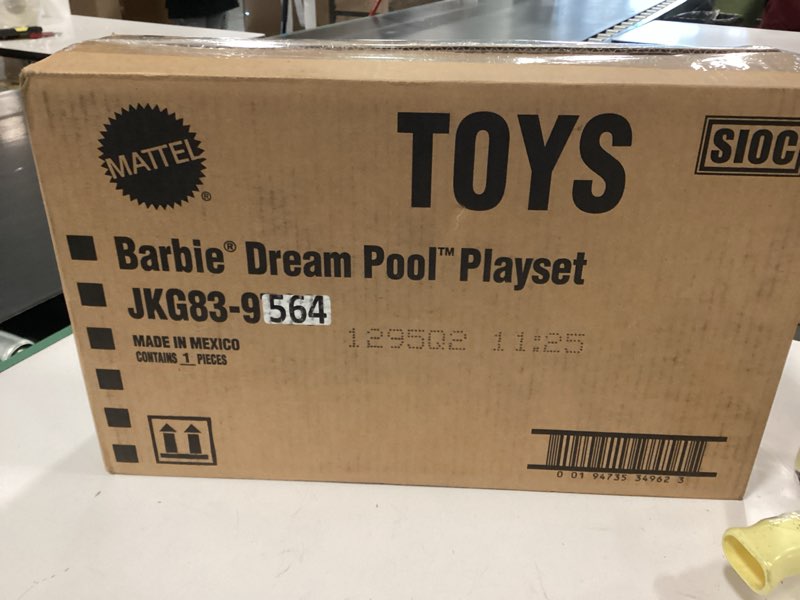 MATTEL®
TOYS
SIOC
Barbie® Dream Pool™ Playset
JKG83-9564
MADE IN MEXICO
CONTAINS 1 PIECES
1295Q2 11:25
0 01 94735 34962 3